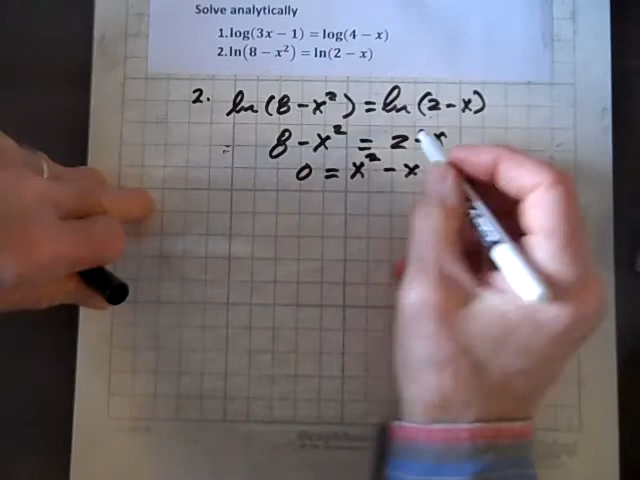 Solve analytically
1.log(3x − 1) = log(4 − x)
2.ln(8 − x²) = ln(2 − x)
2. ln(8-x²)=ln(2-x)
8-x² = 2-x
0 = x² - x